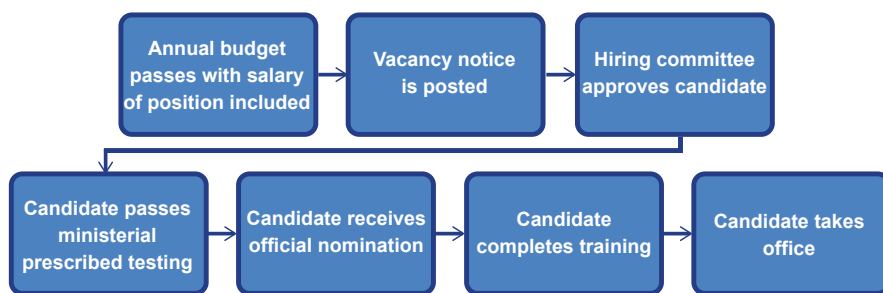 Annual budget
passes with salary
of position included
Vacancy notice
is posted
Hiring committee
approves candidate
Candidate passes
ministerial
prescribed testing
Candidate receives
official nomination
Candidate
completes training
Candidate takes
office